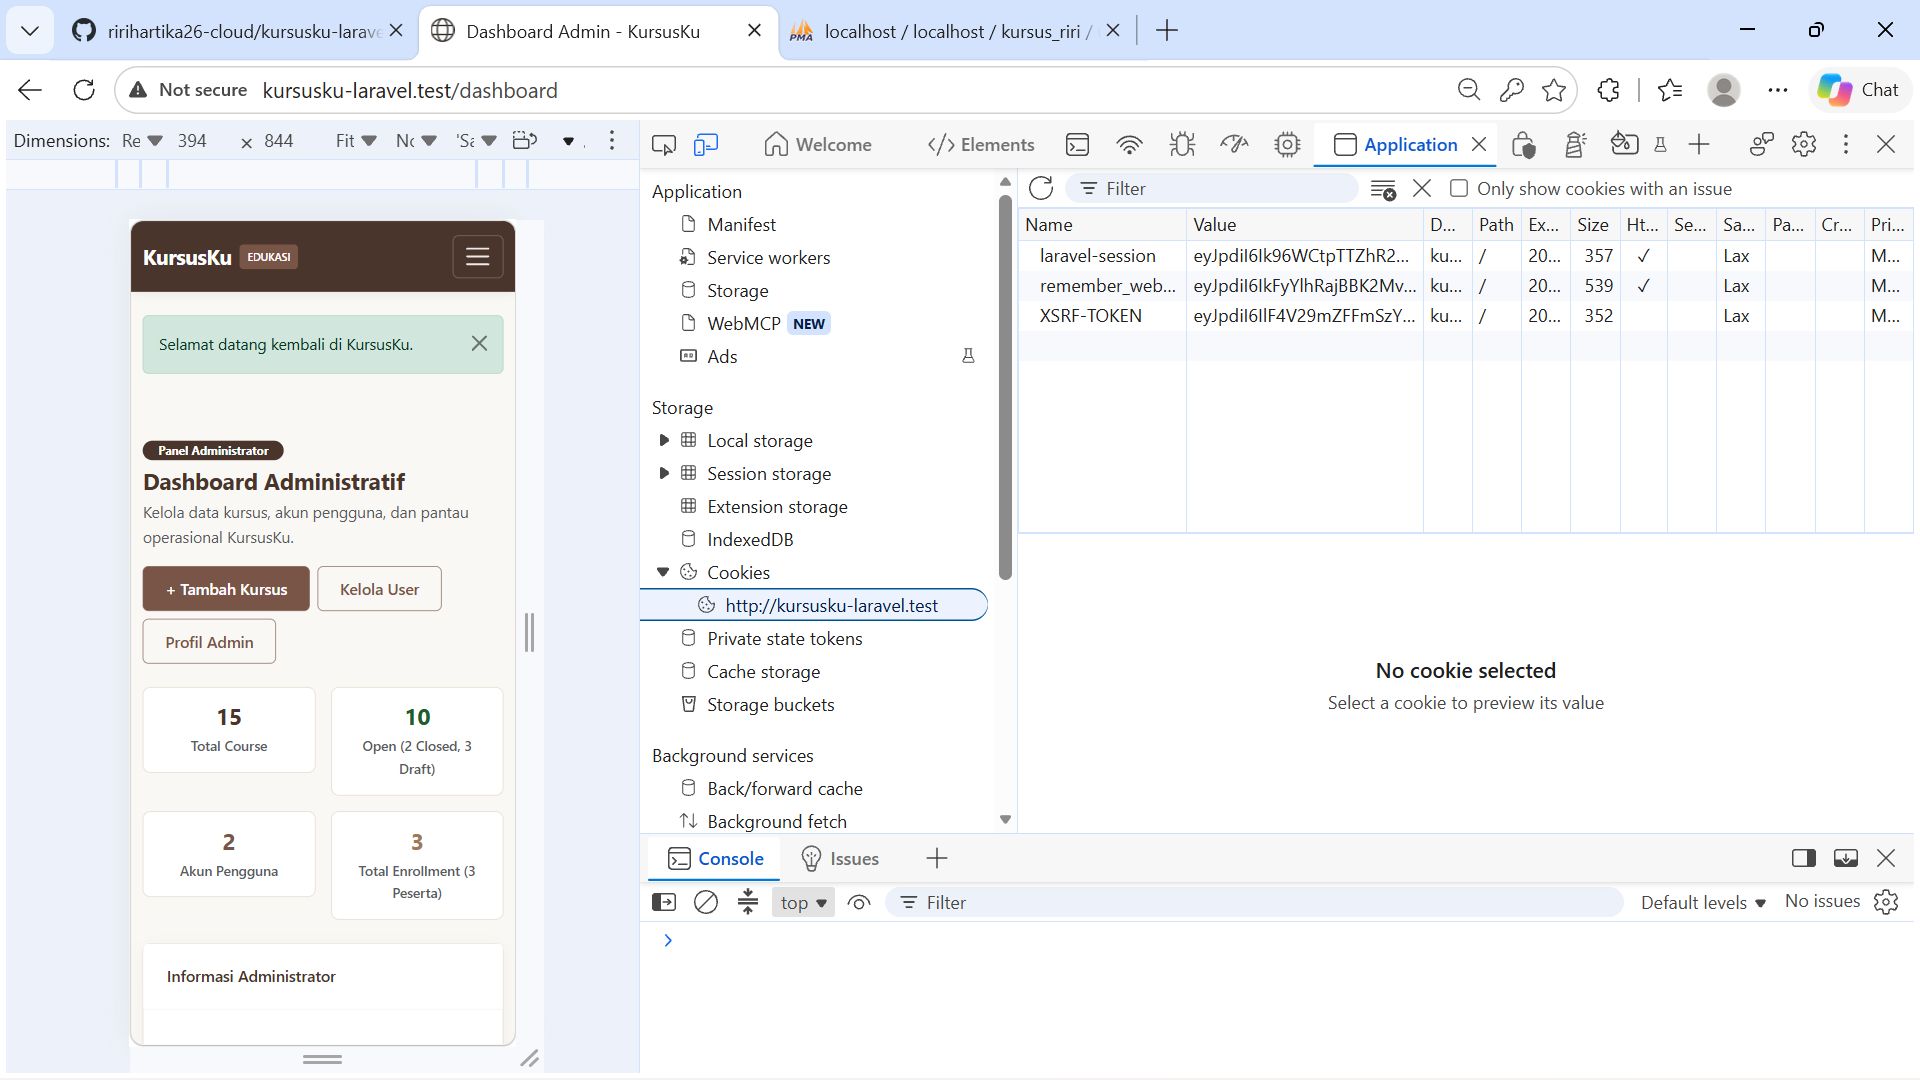 ririhartika26-cloud/kursusku-larave
Dashboard Admin - KursusKu
localhost / localhost / kursus_riri /
Not secure kursusku-laravel.test/dashboard
Chat
Dimensions: Re 394 × 844 Fit No 'Sa
Welcome
Elements
Application
KursusKu EDUKASI
Selamat datang kembali di KursusKu.
Panel Administrator
Dashboard Administratif
Kelola data kursus, akun pengguna, dan pantau
operasional KursusKu.
+ Tambah Kursus
Kelola User
Profil Admin
15
Total Course
10
Open (2 Closed, 3
Draft)
2
Akun Pengguna
3
Total Enrollment (3
Peserta)
Informasi Administrator
Application
Manifest
Service workers
Storage
WebMCP NEW
Ads
Storage
Local storage
Session storage
Extension storage
IndexedDB
Cookies
http://kursusku-laravel.test
Private state tokens
Cache storage
Storage buckets
Background services
Back/forward cache
Background fetch
Filter
Only show cookies with an issue
Name Value D... Path Ex... Size Ht... Se... Sa... Pa... Cr... Pri...
laravel-session eyJpdiI6Ik96WCtpTTZhR2... ku... / 20... 357 ✓ Lax M...
remember_web... eyJpdiI6IkFyYlhRajBBK2Mv... ku... / 20... 539 ✓ Lax M...
XSRF-TOKEN eyJpdiI6IlF4V29mZFFmSzY... ku... / 20... 352 Lax M...
No cookie selected
Select a cookie to preview its value
Console
Issues
top
Filter
Default levels
No issues